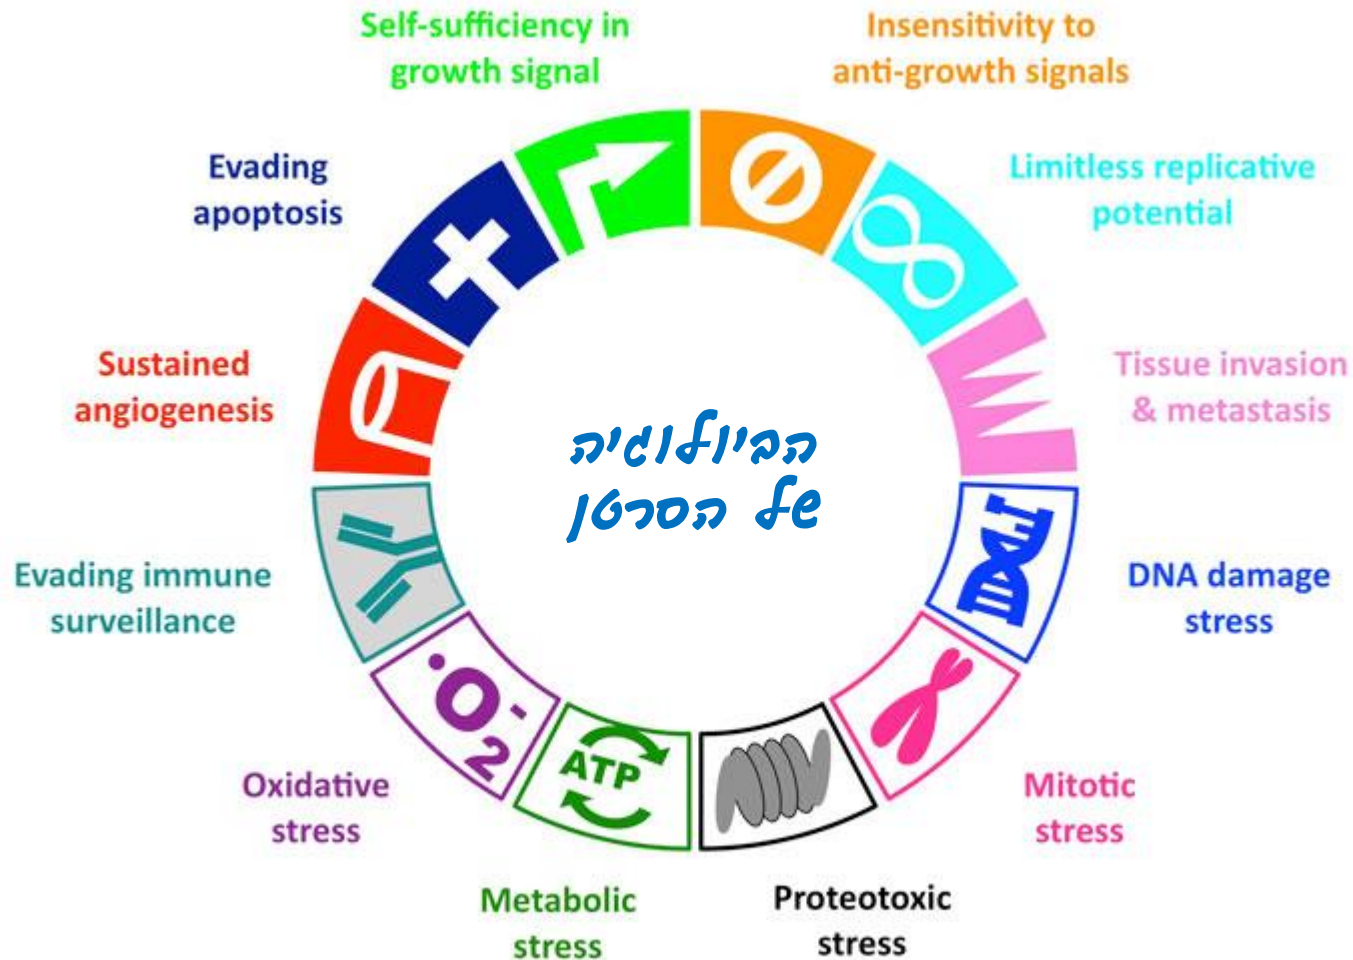 Self-sufficiency in
growth signal
Insensitivity to
anti-growth signals
Evading
apoptosis
Limitless replicative
potential
Sustained
angiogenesis
Tissue invasion
& metastasis
הביולוגיה
של הסרטן
Evading immune
surveillance
DNA damage
stress
•O2-
ATP
Oxidative
stress
Mitotic
stress
Metabolic
stress
Proteotoxic
stress